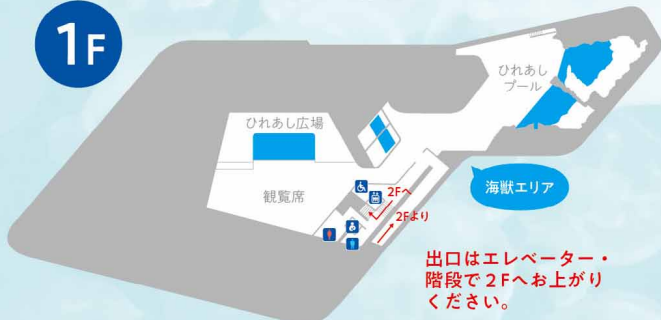 1F
ひれあし
プール
ひれあし広場
観覧席
2Fへ
2Fより
海獣エリア
出口はエレベーター・
階段で2Fへお上がり
ください。